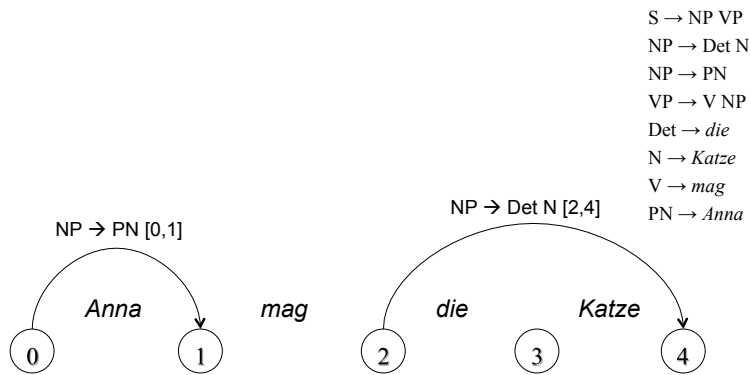 S → NP VP
NP → Det N
NP → PN
VP → V NP
Det → die
N → Katze
V → mag
PN → Anna
NP → Det N [2,4]
NP → PN [0,1]
Anna mag die Katze
0 1 2 3 4